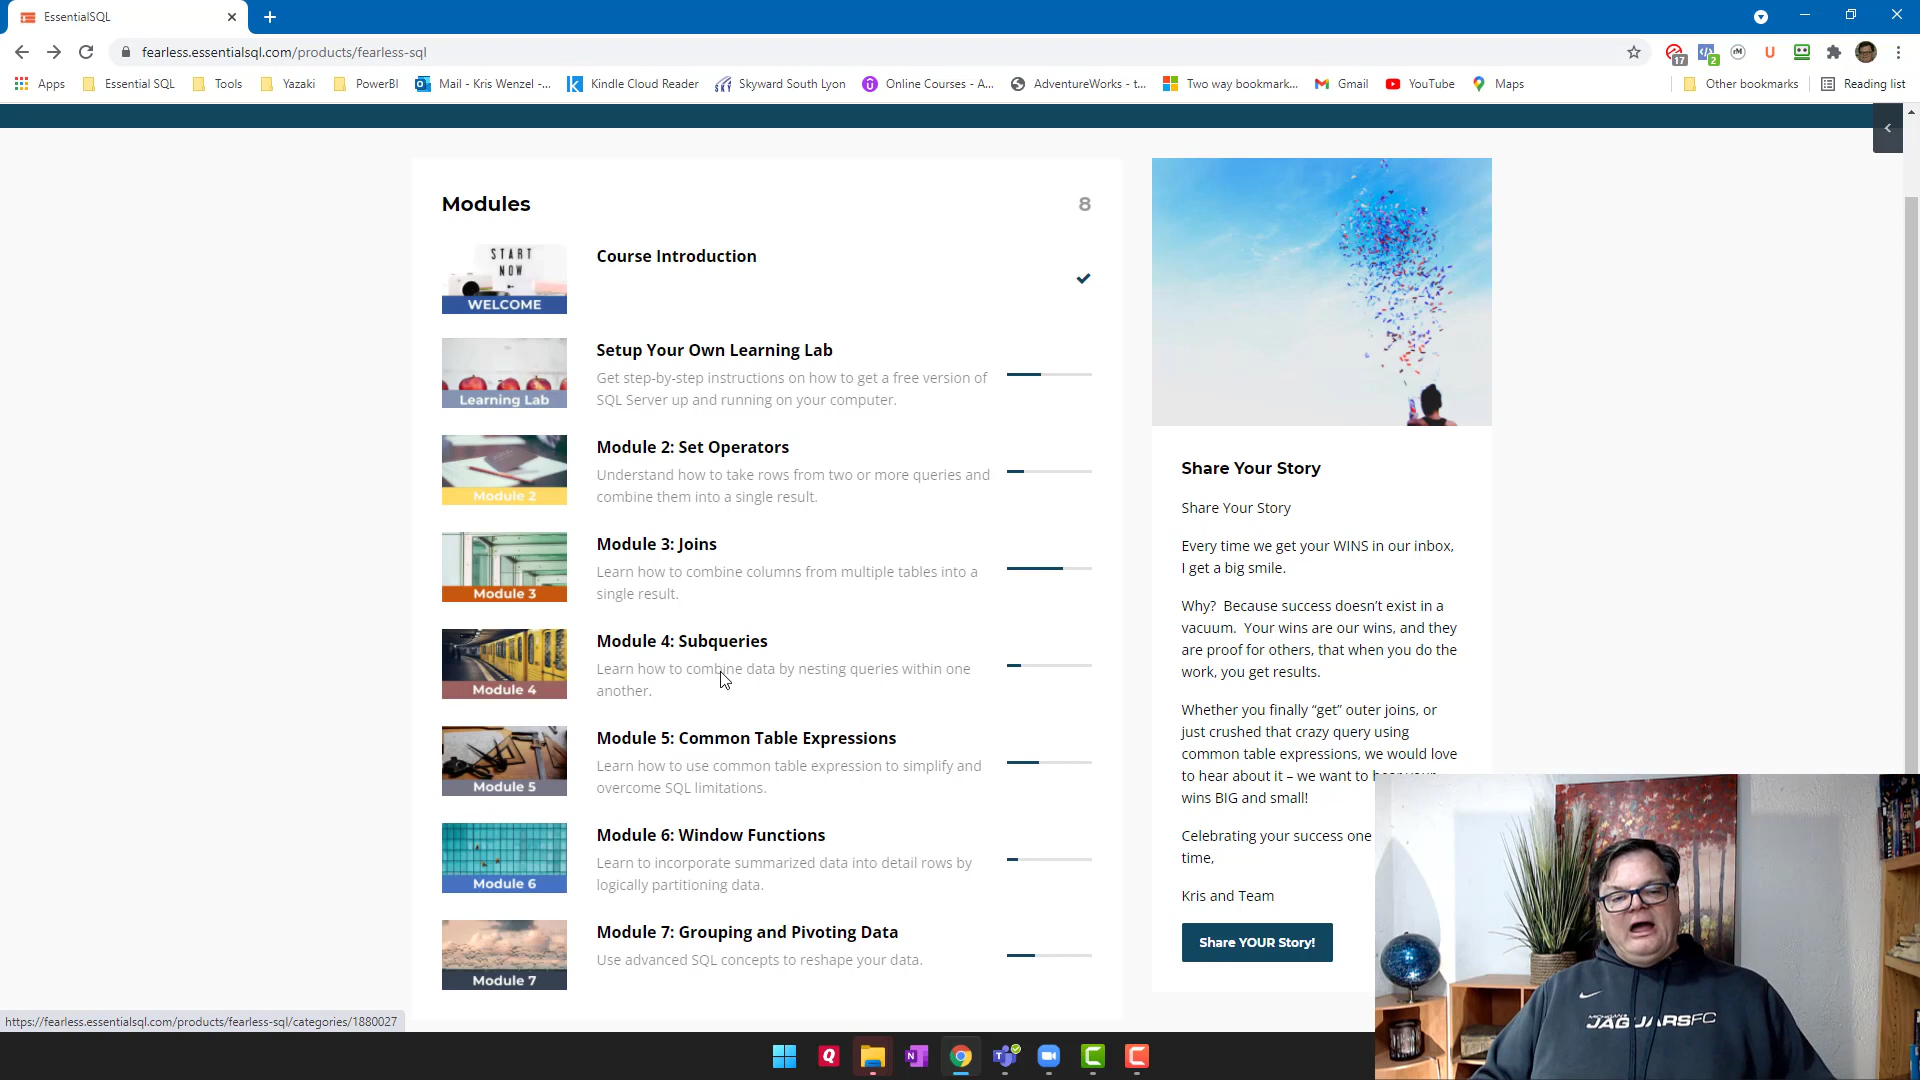 EssentialSQL
fearless.essentialsql.com/products/fearless-sql
17
2
Apps
Essential SQL
Tools
Yazaki
PowerBI
Mail - Kris Wenzel -...
Kindle Cloud Reader
Skyward South Lyon
Online Courses - A...
AdventureWorks - t...
Two way bookmark...
Gmail
YouTube
Maps
Other bookmarks
Reading list
Modules
8
START
NOW
WELCOME
Course Introduction
Learning Lab
Setup Your Own Learning Lab
Get step-by-step instructions on how to get a free version of
SQL Server up and running on your computer.
Module 2
Module 2: Set Operators
Understand how to take rows from two or more queries and
combine them into a single result.
Module 3
Module 3: Joins
Learn how to combine columns from multiple tables into a
single result.
Module 4
Module 4: Subqueries
Learn how to combine data by nesting queries within one
another.
Module 5
Module 5: Common Table Expressions
Learn how to use common table expression to simplify and
overcome SQL limitations.
Module 6
Module 6: Window Functions
Learn to incorporate summarized data into detail rows by
logically partitioning data.
Module 7
Module 7: Grouping and Pivoting Data
Use advanced SQL concepts to reshape your data.
Share Your Story
Share Your Story
Every time we get your WINS in our inbox,
I get a big smile.
Why? Because success doesn't exist in a
vacuum. Your wins are our wins, and they
are proof for others, that when you do the
work, you get results.
Whether you finally “get” outer joins, or
just crushed that crazy query using
common table expressions, we would love
to hear about it – we want to hear your
wins BIG and small!
Celebrating your success one
time,
Kris and Team
Share YOUR Story!
JAGUARSFC
https://fearless.essentialsql.com/products/fearless-sql/categories/1880027